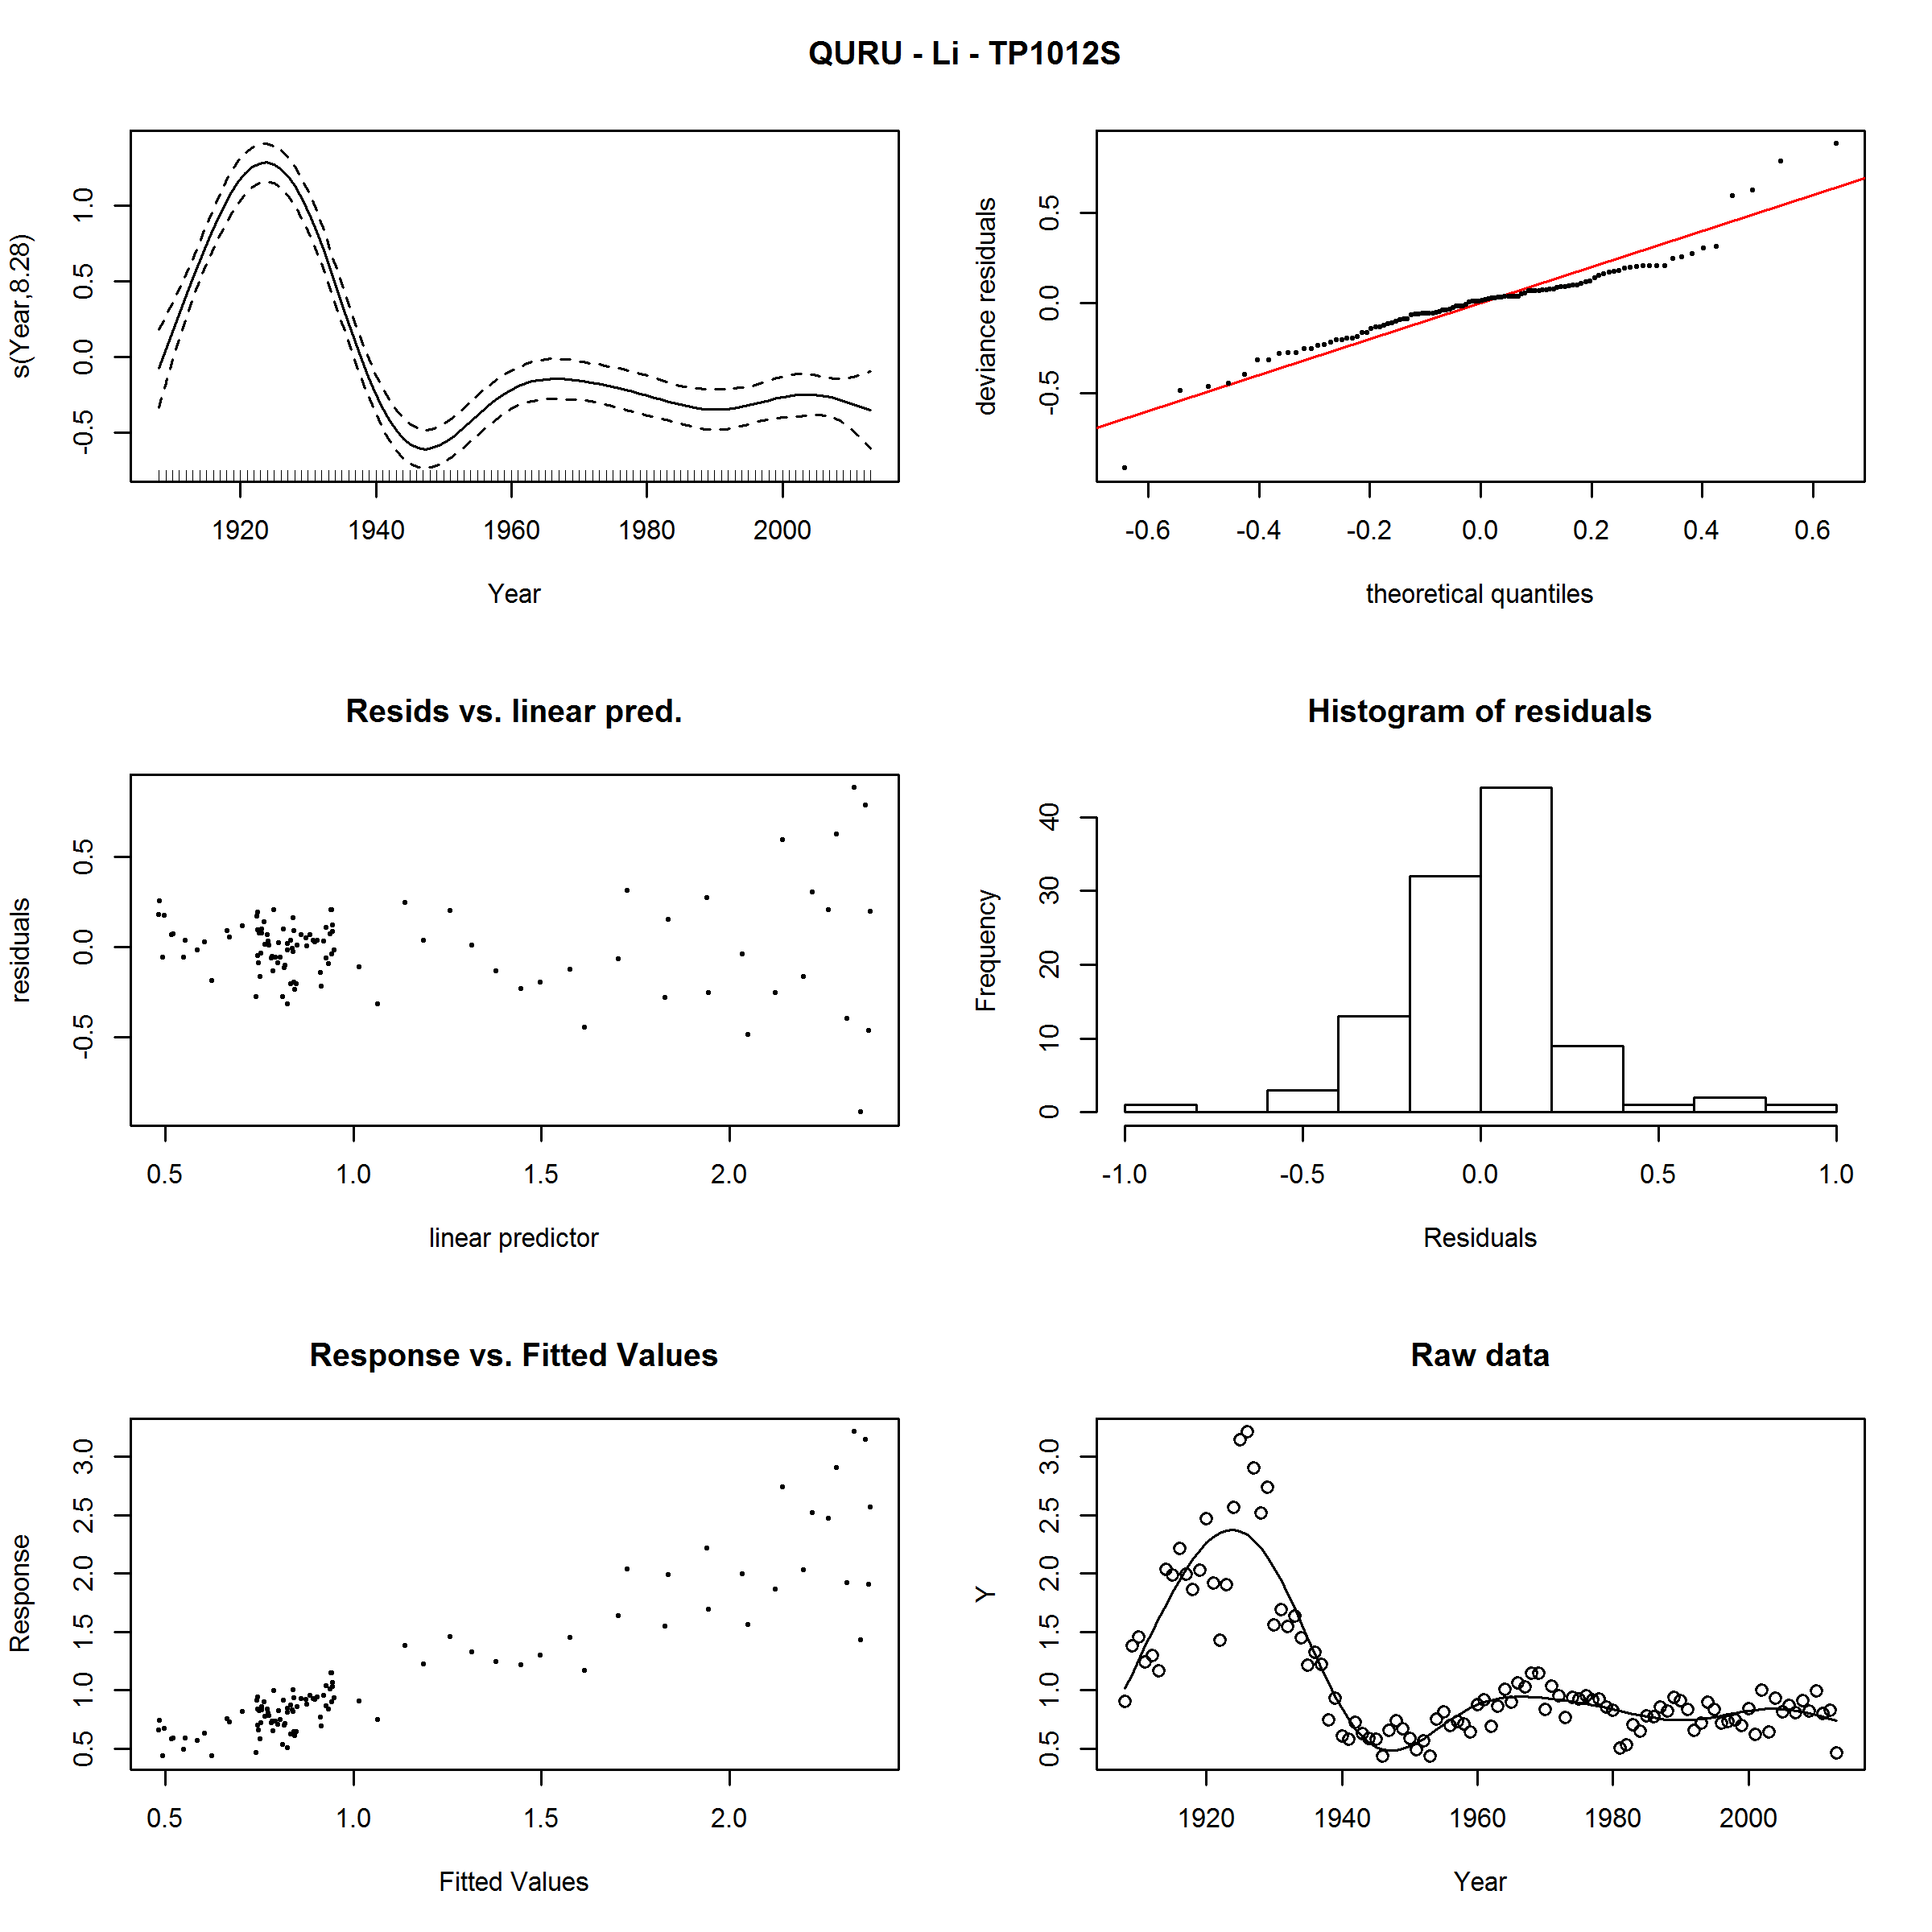 QURU - Li - TP1012S
s(Year,8.28)
1.0
0.5
0.0
-0.5
1920 1940 1960 1980 2000
Year
deviance residuals
0.5
0.0
-0.5
-0.6 -0.4 -0.2 0.0 0.2 0.4 0.6
theoretical quantiles
Resids vs. linear pred.
residuals
0.5
0.0
-0.5
0.5 1.0 1.5 2.0
linear predictor
Histogram of residuals
Frequency
40
30
20
10
0
-1.0 -0.5 0.0 0.5 1.0
Residuals
Response vs. Fitted Values
Response
3.0
2.5
2.0
1.5
1.0
0.5
0.5 1.0 1.5 2.0
Fitted Values
Raw data
Y
3.0
2.5
2.0
1.5
1.0
0.5
1920 1940 1960 1980 2000
Year